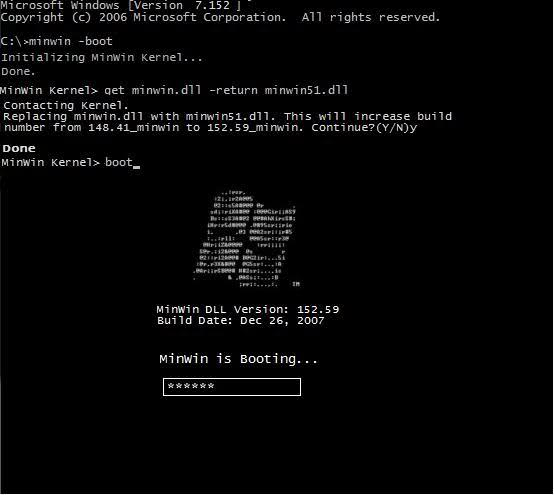 Microsoft Windows [Version 7.152]
Copyright (c) 2006 Microsoft Corporation. All rights reserved.
C:\>minwin -boot
Initializing MinWin Kernel...
Done.
MinWin Kernel> get minwin.dll -return minwin51.dll
Contacting Kernel.
Replacing minwin.dll with minwin51.dll. This will increase build
number from 148.41_minwin to 152.59_minwin. Continue?(Y/N)y
Done
MinWin Kernel> boot_
TM
MinWin DLL Version: 152.59
Build Date: Dec 26, 2007
MinWin is Booting...
******